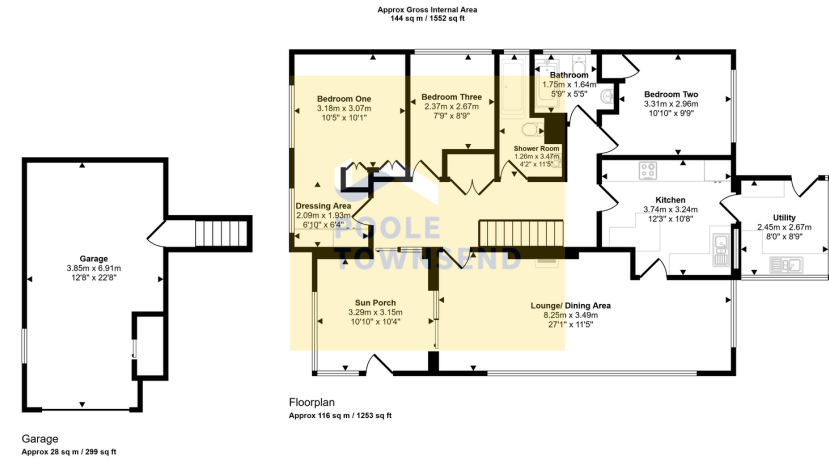 Approx Gross Internal Area
144 sq m / 1552 sq ft
Bathroom
1.75m x 1.64m
5'9" x 5'5"
Bedroom One
3.18m x 3.07m
10'5" x 10'1"
Bedroom Three
2.37m x 2.67m
7'9" x 8'9"
Bedroom Two
3.31m x 2.96m
10'10" x 9'9"
Shower Room
1.26m x 3.47m
4'2" x 11'5"
Dressing Area
2.09m x 1.93m
6'10" x 6'4"
Kitchen
3.74m x 3.24m
12'3" x 10'8"
Utility
2.45m x 2.67m
8'0" x 8'9"
POOLE
TOWNSEND
Garage
3.85m x 6.91m
12'8" x 22'8"
Sun Porch
3.29m x 3.15m
10'10" x 10'4"
Lounge/ Dining Area
8.25m x 3.49m
27'1" x 11'5"
Floorplan
Approx 116 sq m / 1253 sq ft
Garage
Approx 28 sq m / 299 sq ft